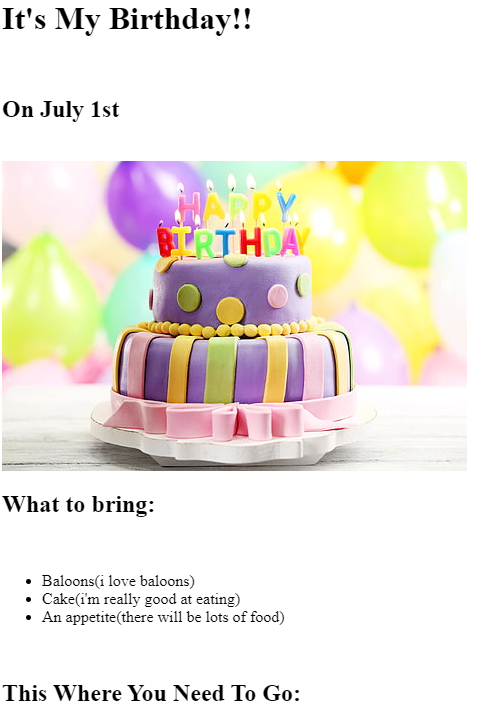 It's My Birthday!!
On July 1st
HAPPY
BIRTHDAY
What to bring:
Baloons(i love baloons)
Cake(i'm really good at eating)
An appetite(there will be lots of food)
This Where You Need To Go: